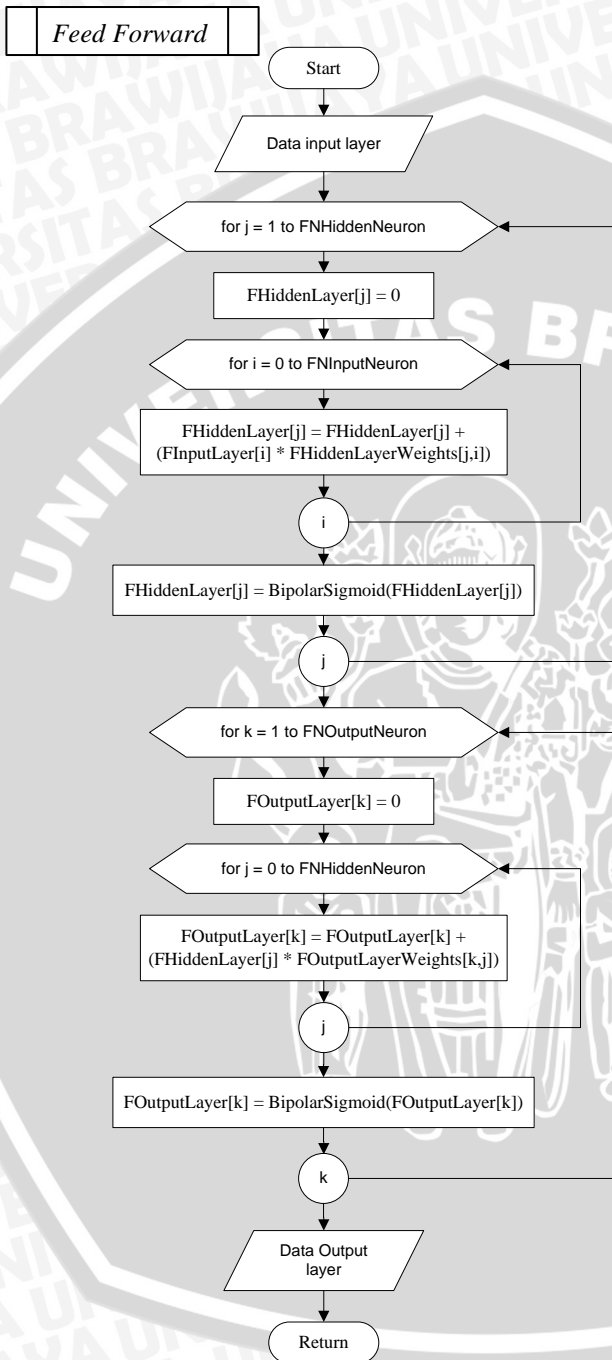 Feed Forward
Start
Data input layer
for j = 1 to FNHiddenNeuron
FHiddenLayer[j] = 0
for i = 0 to FNInputNeuron
FHiddenLayer[j] = FHiddenLayer[j] +
(FInputLayer[i] * FHiddenLayerWeights[j,i])
i
FHiddenLayer[j] = BipolarSigmoid(FHiddenLayer[j])
j
for k = 1 to FNOutputNeuron
FOutputLayer[k] = 0
for j = 0 to FNHiddenNeuron
FOutputLayer[k] = FOutputLayer[k] +
(FHiddenLayer[j] * FOutputLayerWeights[k,j])
j
FOutputLayer[k] = BipolarSigmoid(FOutputLayer[k])
k
Data Output
layer
Return
UNIVERSITAS BR